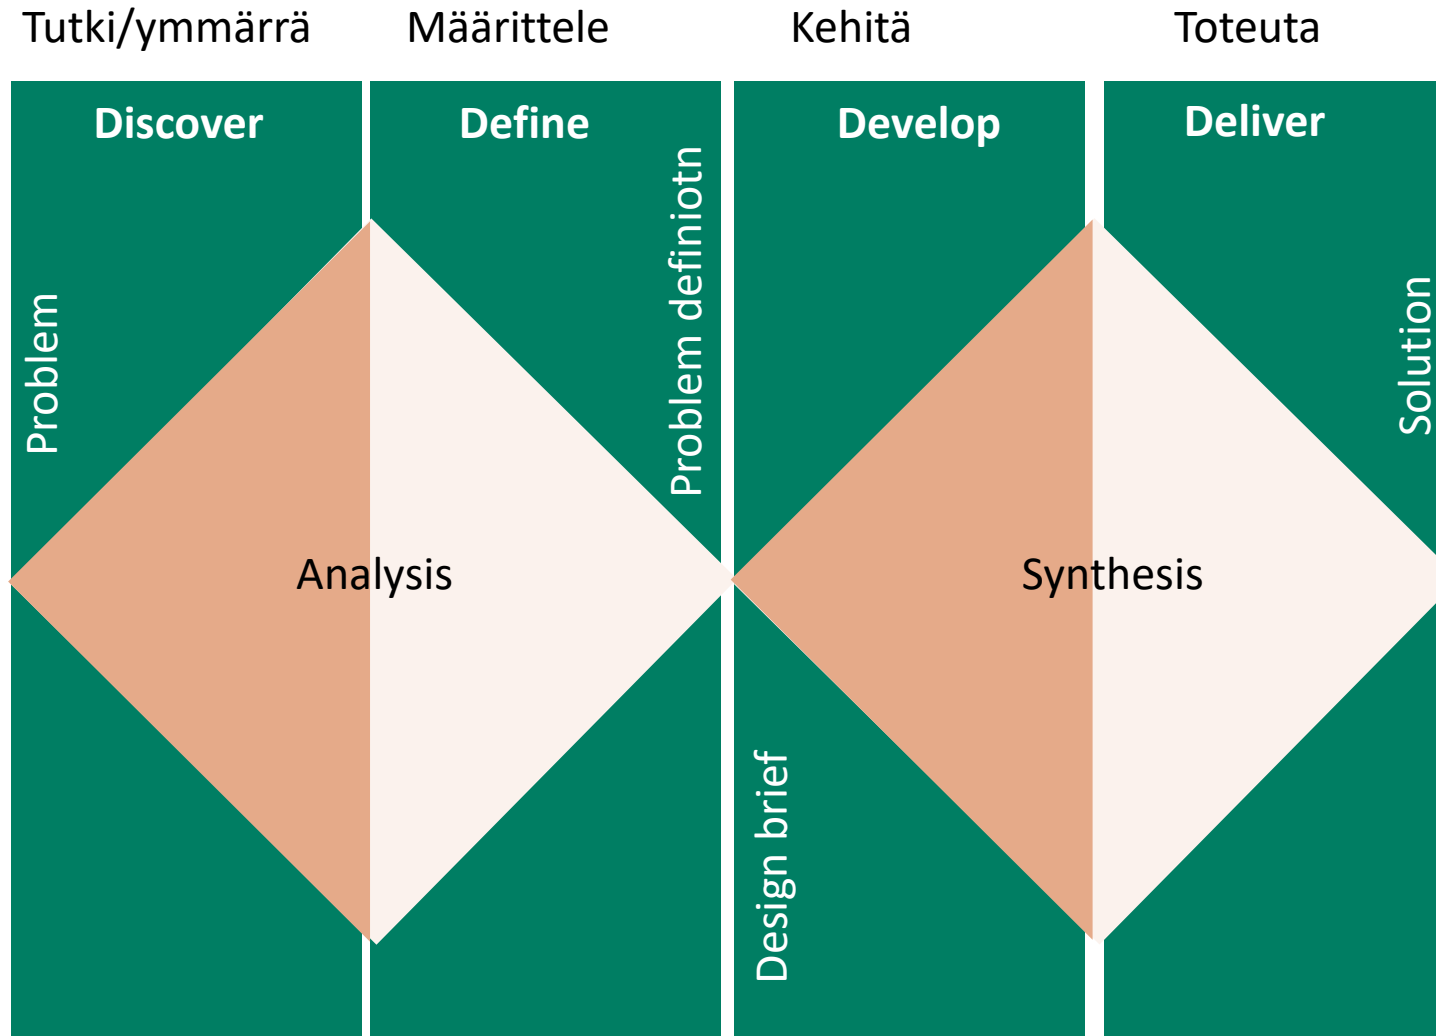 Tutki/ymmärrä
Määrittele
Kehitä
Toteuta
Discover
Define
Develop
Deliver
Problem
Problem definiotn
Solution
Analysis
Synthesis
Design brief